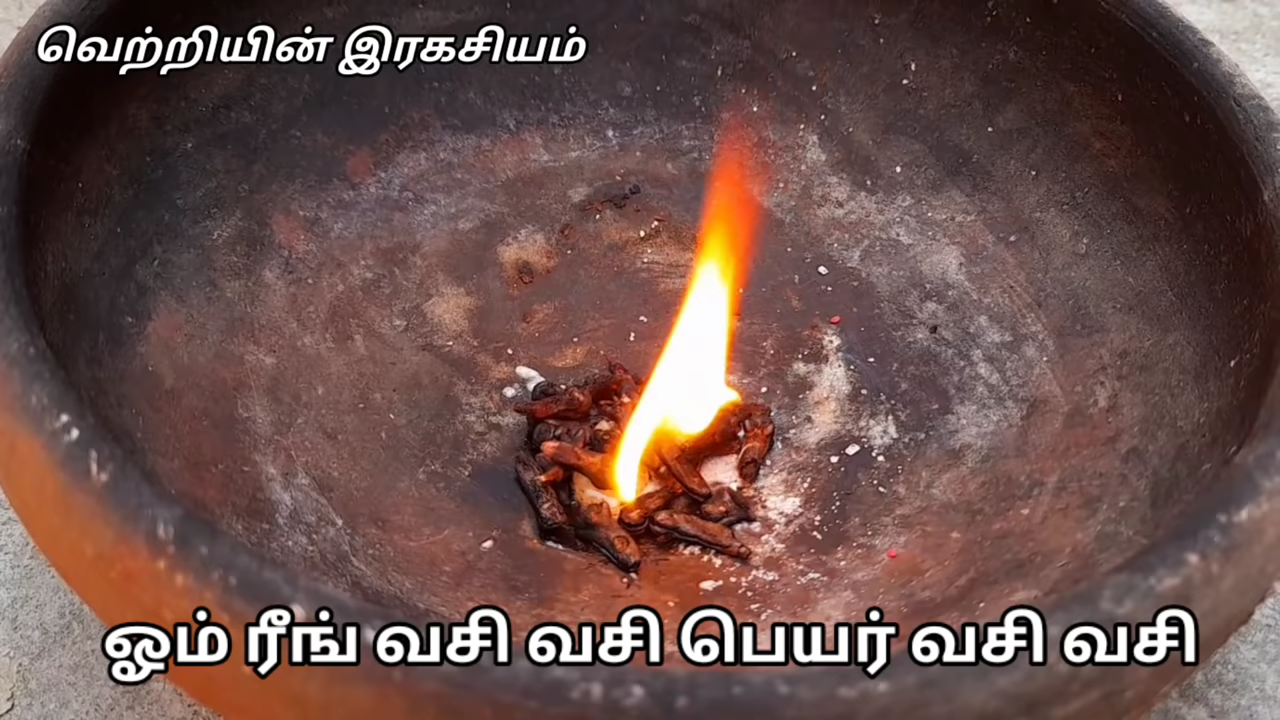 வெற்றியின் இரகசியம்
ஓம் ரீங் வசி வசி பெயர் வசி வசி